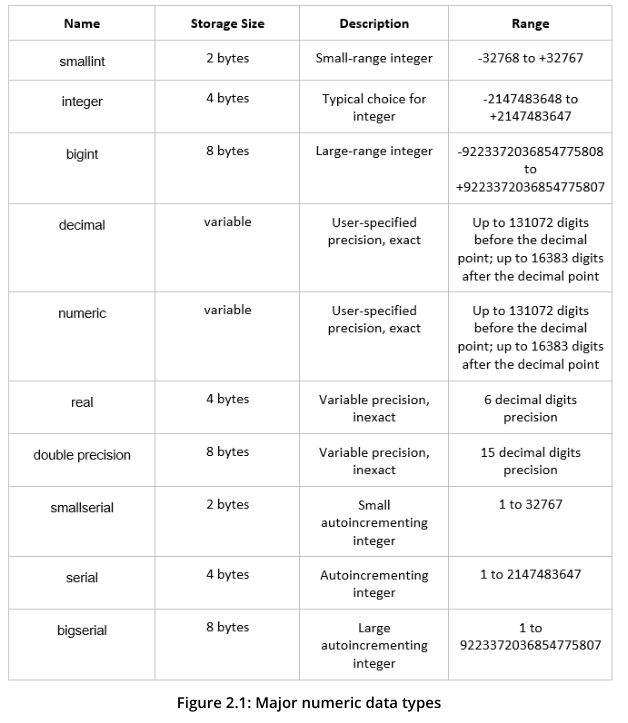 Name Storage Size Description Range
smallint 2 bytes Small-range integer -32768 to +32767
integer 4 bytes Typical choice for integer -2147483648 to +2147483647
bigint 8 bytes Large-range integer -9223372036854775808 to +9223372036854775807
decimal variable User-specified precision, exact Up to 131072 digits before the decimal point; up to 16383 digits after the decimal point
numeric variable User-specified precision, exact Up to 131072 digits before the decimal point; up to 16383 digits after the decimal point
real 4 bytes Variable precision, inexact 6 decimal digits precision
double precision 8 bytes Variable precision, inexact 15 decimal digits precision
smallserial 2 bytes Small autoincrementing integer 1 to 32767
serial 4 bytes Autoincrementing integer 1 to 2147483647
bigserial 8 bytes Large autoincrementing integer 1 to 9223372036854775807
Figure 2.1: Major numeric data types